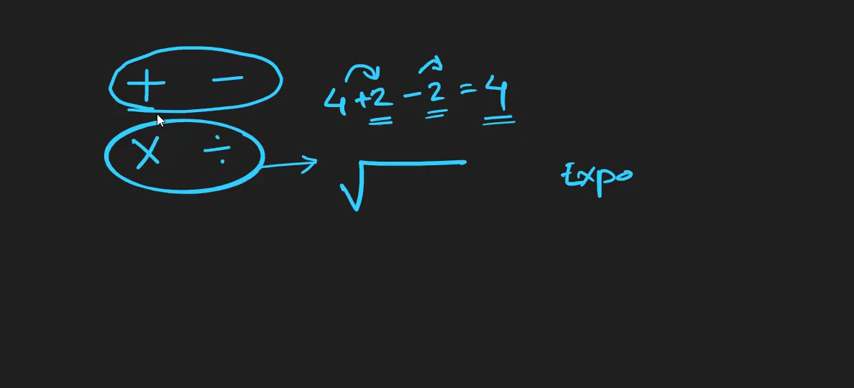 + −
4 + 2 − 2 = 4
× ÷
√ Expo